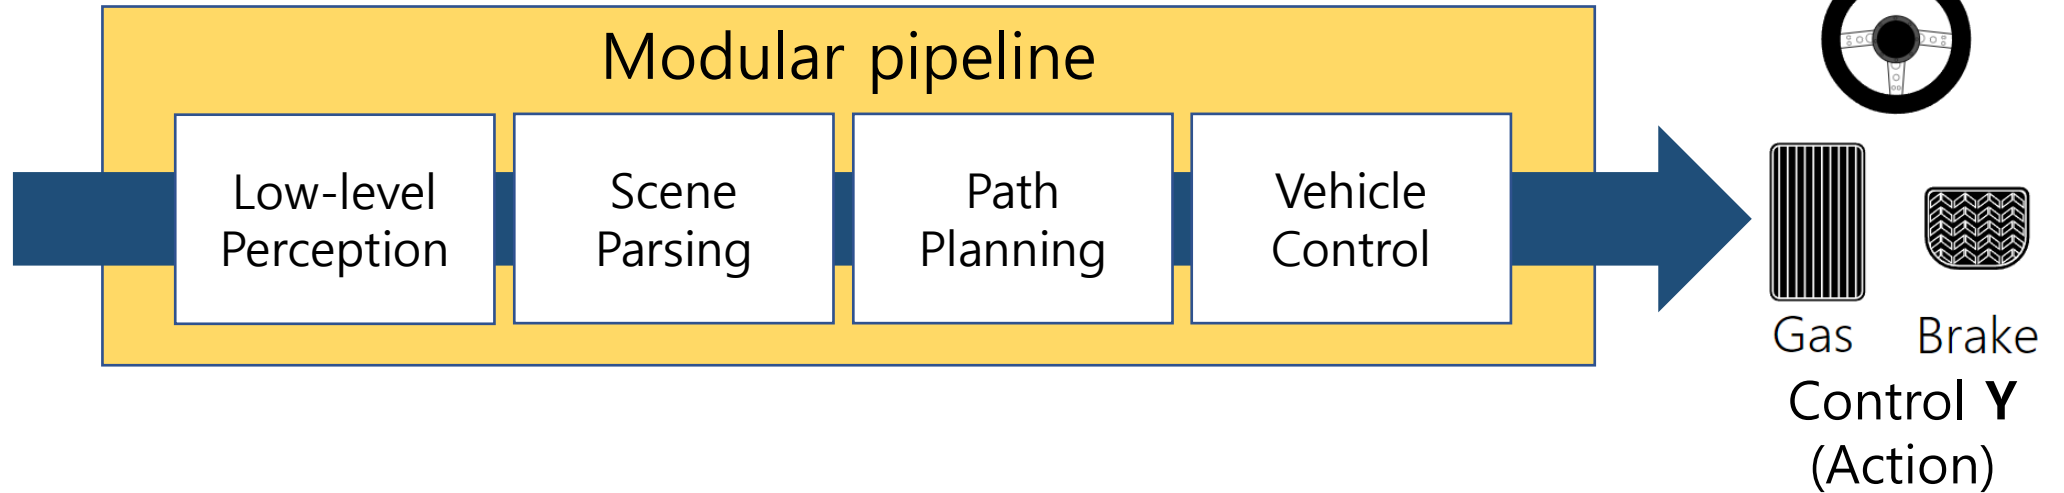 Modular pipeline
Low-level
Perception
Scene
Parsing
Path
Planning
Vehicle
Control
Gas
Brake
Control Y
(Action)